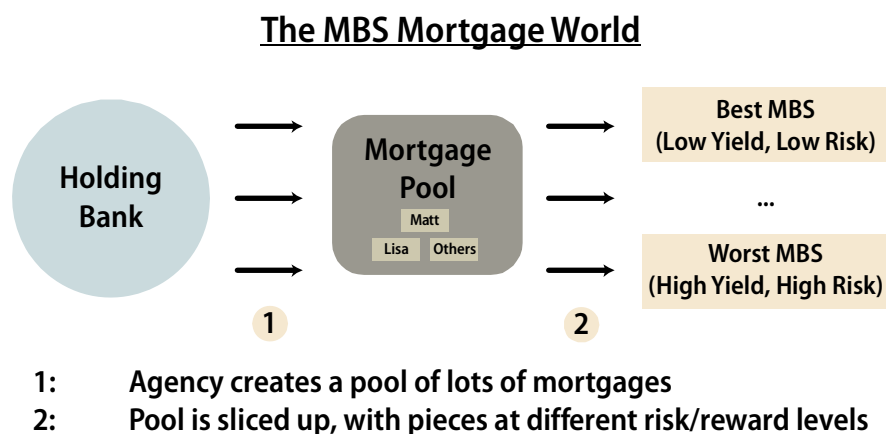 The MBS Mortgage World
Holding
Bank
Mortgage
Pool
Matt
Lisa Others
Best MBS
(Low Yield, Low Risk)
...
Worst MBS
(High Yield, High Risk)
1
2
1: Agency creates a pool of lots of mortgages
2: Pool is sliced up, with pieces at different risk/reward levels